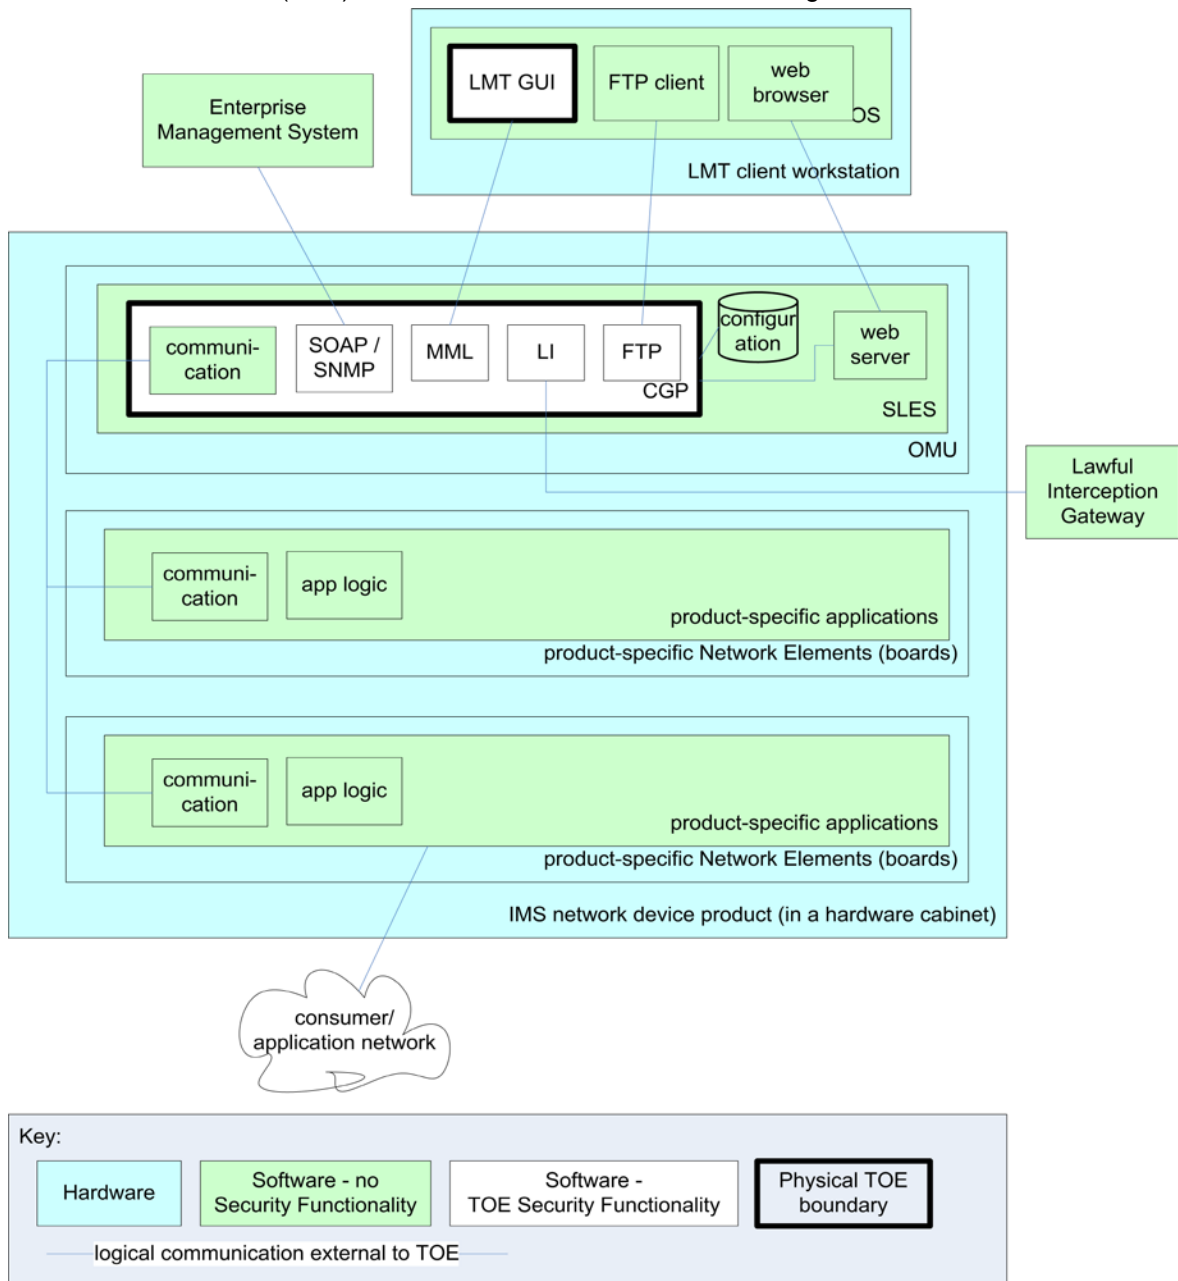 LMT GUI
FTP client
web
browser
OS
LMT client workstation
Enterprise
Management System
communi-
cation
SOAP /
SNMP
MML
LI
FTP
CGP
configur
ation
web
server
SLES
OMU
Lawful
Interception
Gateway
communi-
cation
app logic
product-specific applications
product-specific Network Elements (boards)
communi-
cation
app logic
product-specific applications
product-specific Network Elements (boards)
IMS network device product (in a hardware cabinet)
consumer/
application network
Key:
Hardware
Software - no
Security Functionality
Software -
TOE Security Functionality
Physical TOE
boundary
logical communication external to TOE